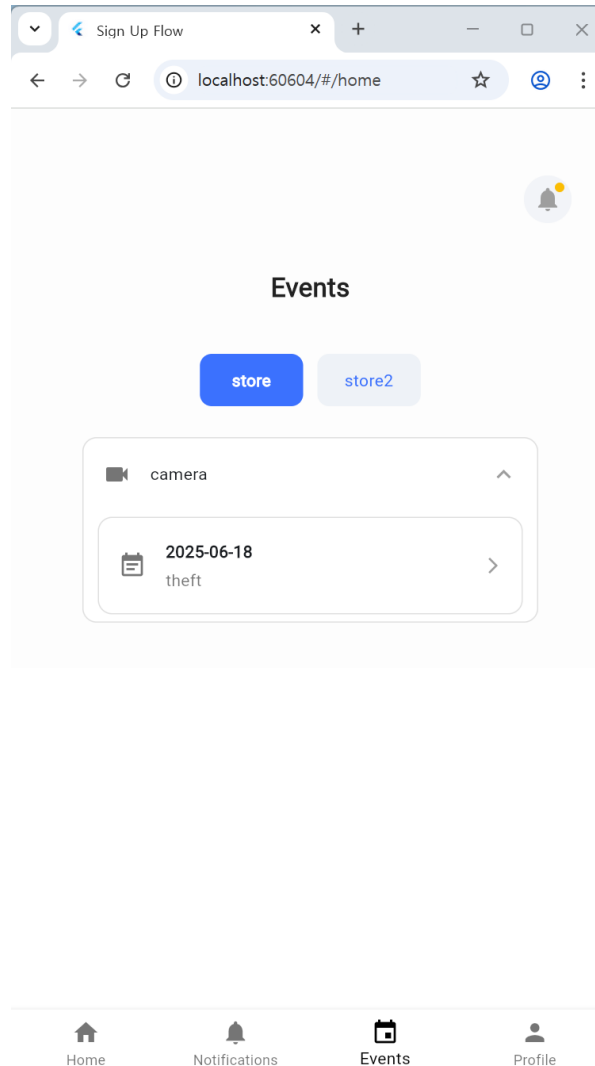 Sign Up Flow
localhost:60604/#/home
Events
store
store2
camera
2025-06-18
theft
Home
Notifications
Events
Profile